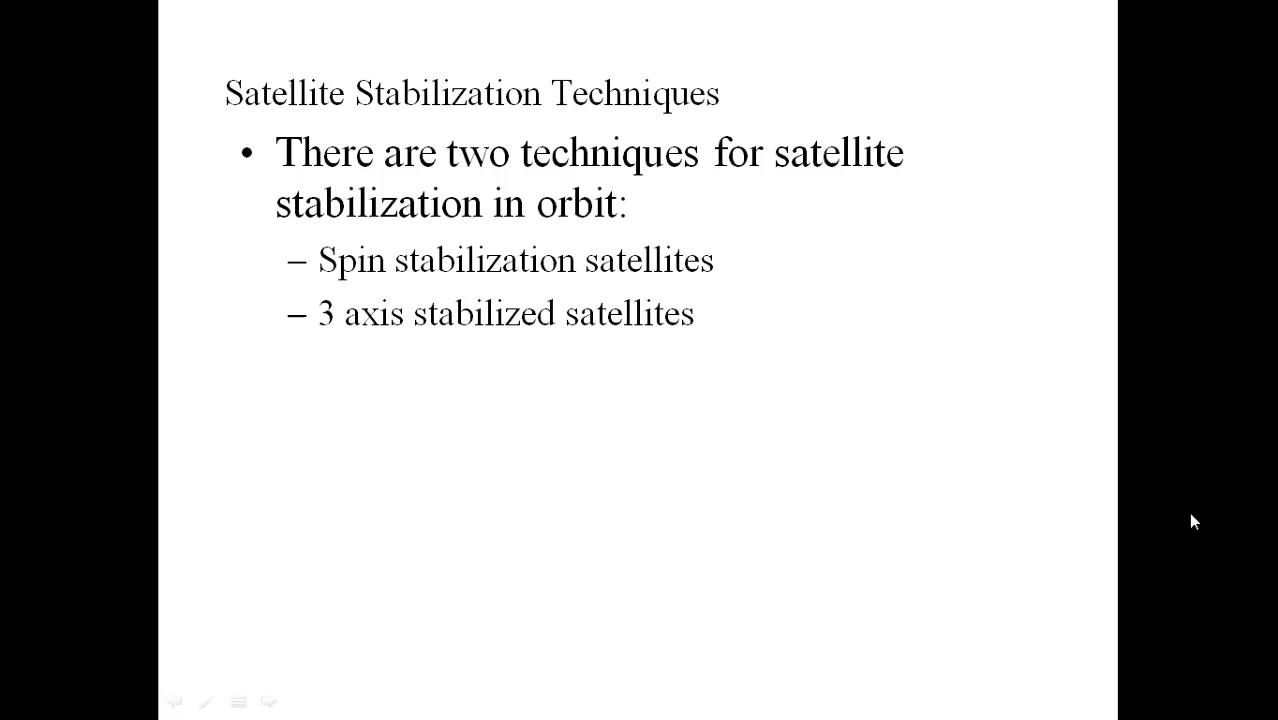 Satellite Stabilization Techniques
• There are two techniques for satellite
stabilization in orbit:
– Spin stabilization satellites
– 3 axis stabilized satellites